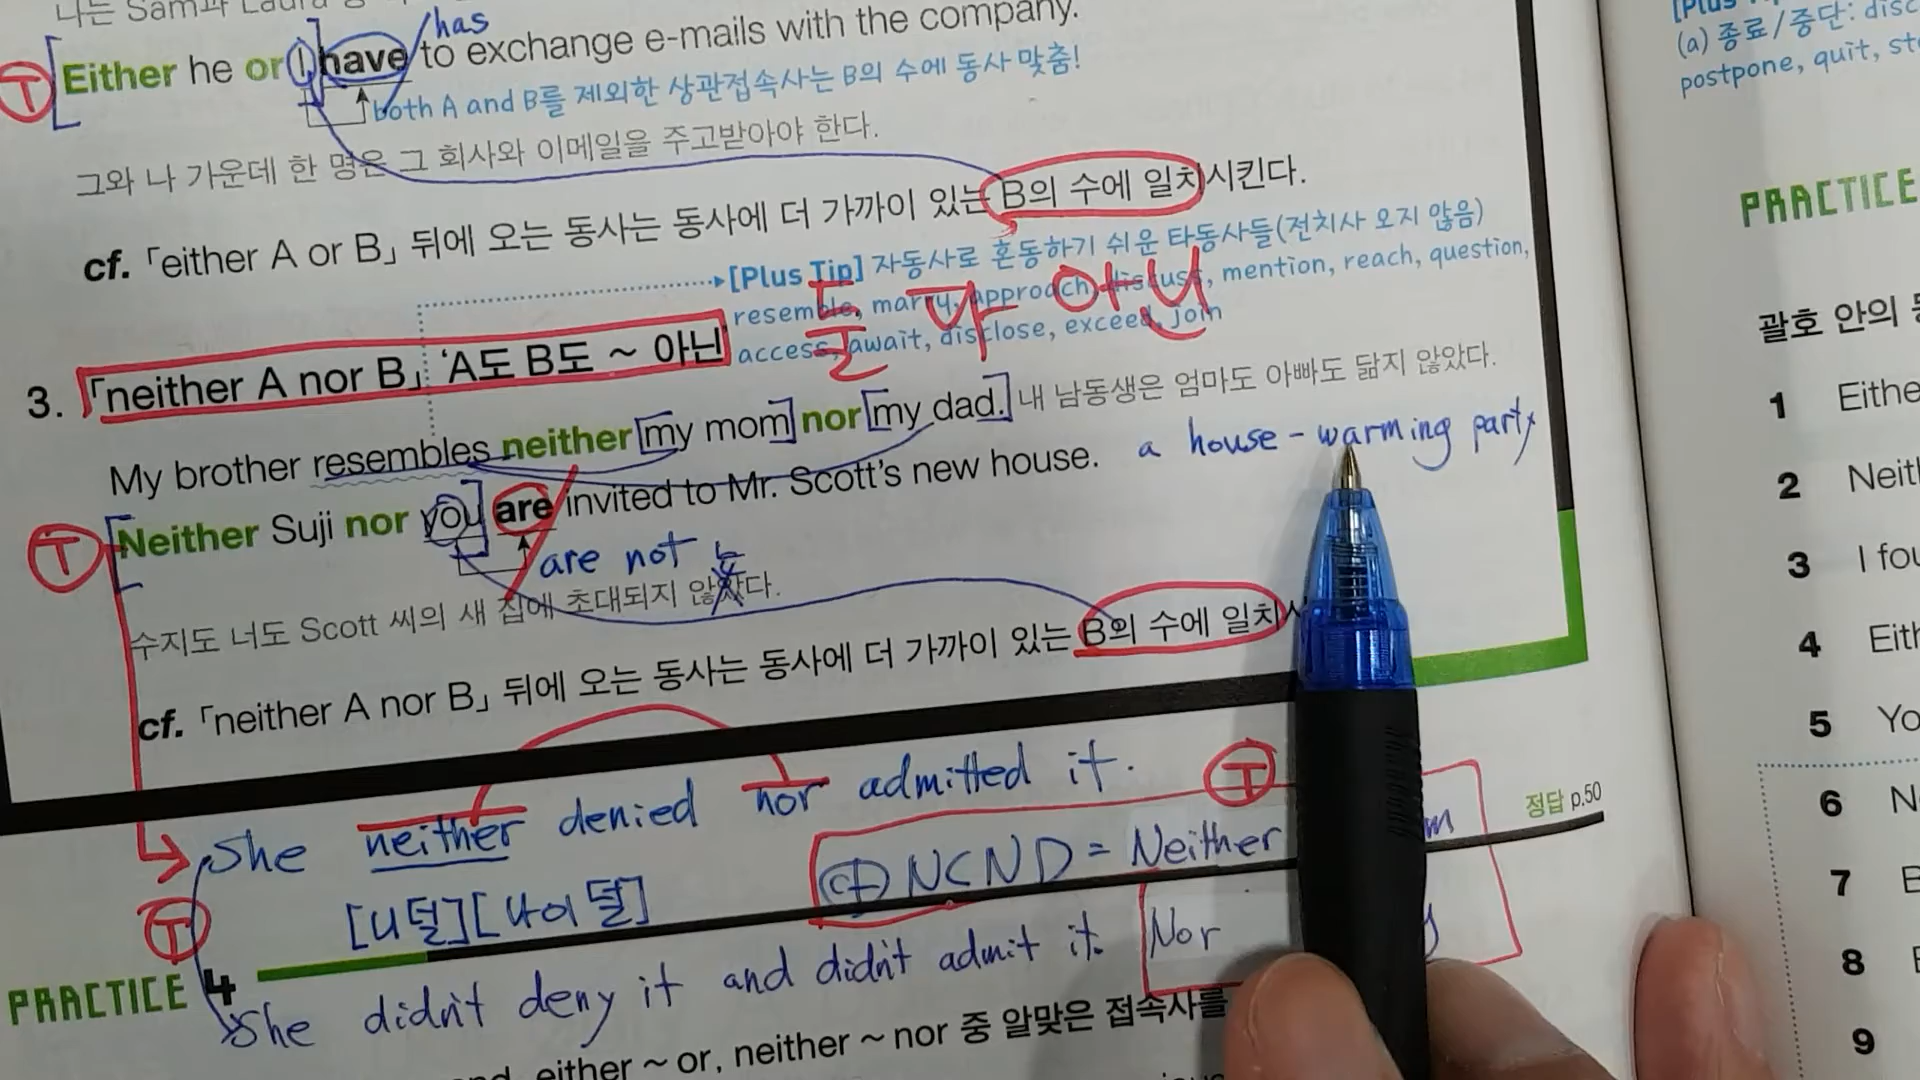 나는 Sam과 Laura
/has
Ⓣ Either he or I have to exchange e-mails with the company.
both A and B를 제외한 상관접속사는 B의 수에 동사 맞춤!
그와 나 가운데 한 명은 그 회사와 이메일을 주고받아야 한다.
cf. 「either A or B」 뒤에 오는 동사는 동사에 더 가까이 있는 B의 수에 일치시킨다.
[Plus Tip] 자동사로 혼동하기 쉬운 타동사들(전치사 오지 않음)
resemble, marry, approach, discuss, mention, reach, question,
access, await, disclose, exceed, join
둘 다 아님
3. 「neither A nor B」 'A도 B도 ~ 아닌
My brother resembles neither my mom nor my dad. 내 남동생은 엄마도 아빠도 닮지 않았다.
Ⓣ Neither Suji nor you are invited to Mr. Scott's new house. a house-warming party
are not
수지도 너도 Scott 씨의 새 집에 초대되지 않았다.
cf. 「neither A nor B」 뒤에 오는 동사는 동사에 더 가까이 있는 B의 수에 일치
She neither denied nor admitted it. Ⓣ
정답 p.50
[니덜][나이덜]
cf) NCND = Neither
Nor
Ⓣ
She didn't deny it and didn't admit it.
PRACTICE 4
either ~ or, neither ~ nor 중 알맞은 접속사를
[Plus
(a) 종료/중단: disc
postpone, quit, st
PRACTICE
괄호 안의
1 Eithe
2 Neith
3 I fou
4 Eith
5 Yo
6 N
7 B
8
9